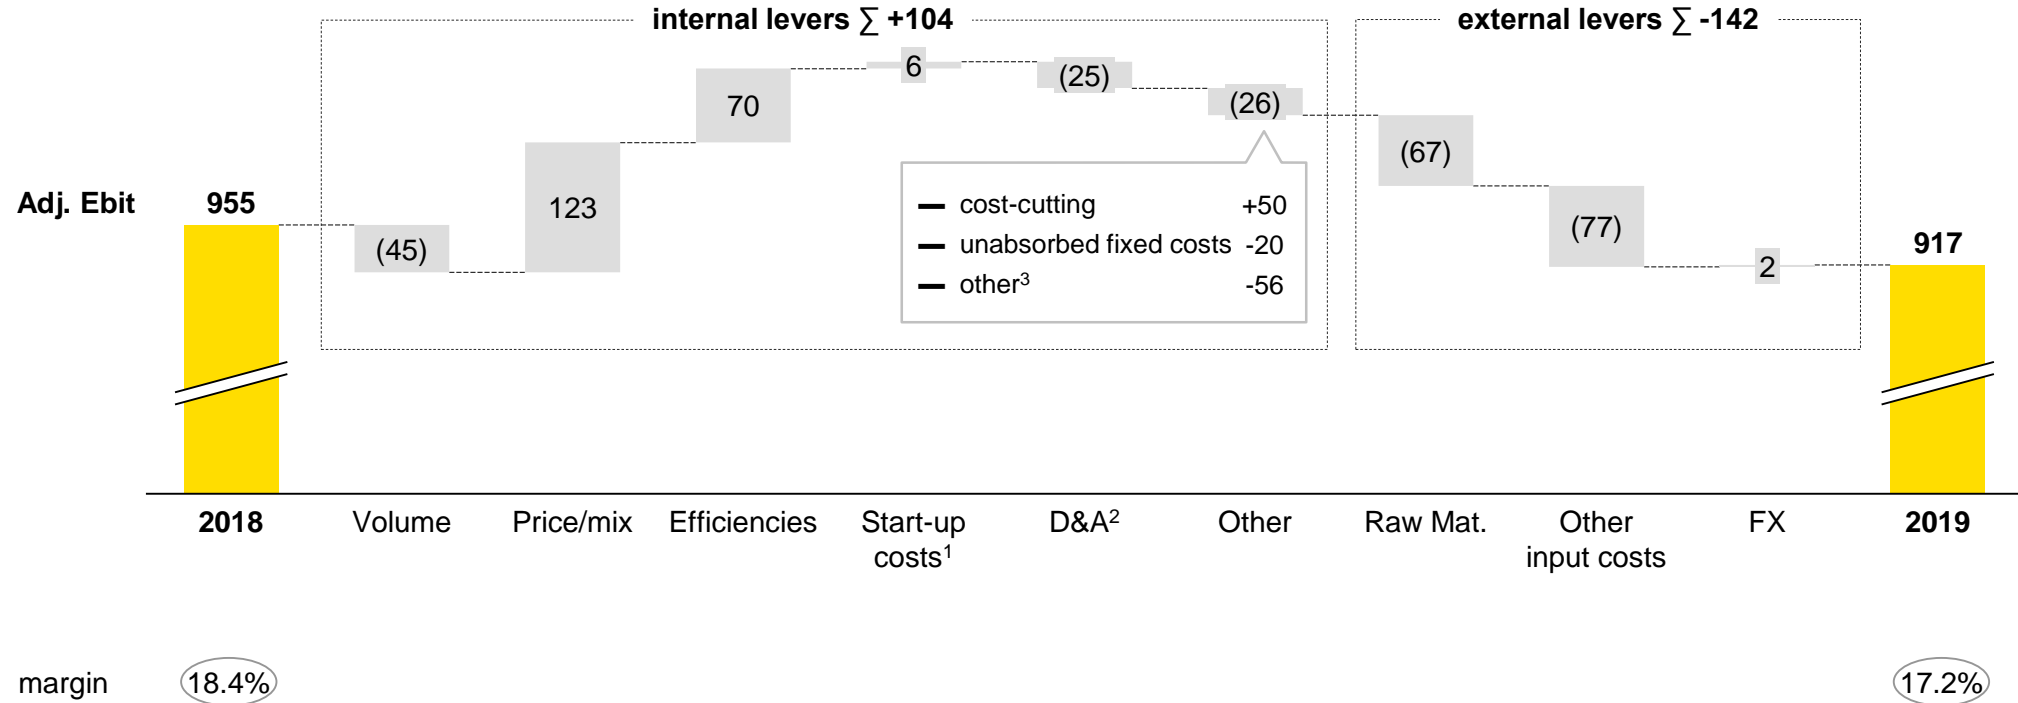 internal levers ∑ +104
external levers ∑ -142
6
(25)
(26)
70
(67)
123
(45)
(77)
2
Adj. Ebit 955
917
— cost-cutting +50
— unabsorbed fixed costs -20
— other³ -56
2018 Volume Price/mix Efficiencies Start-up D&A² Other Raw Mat. Other FX 2019
costs¹ input costs
margin 18.4% 17.2%